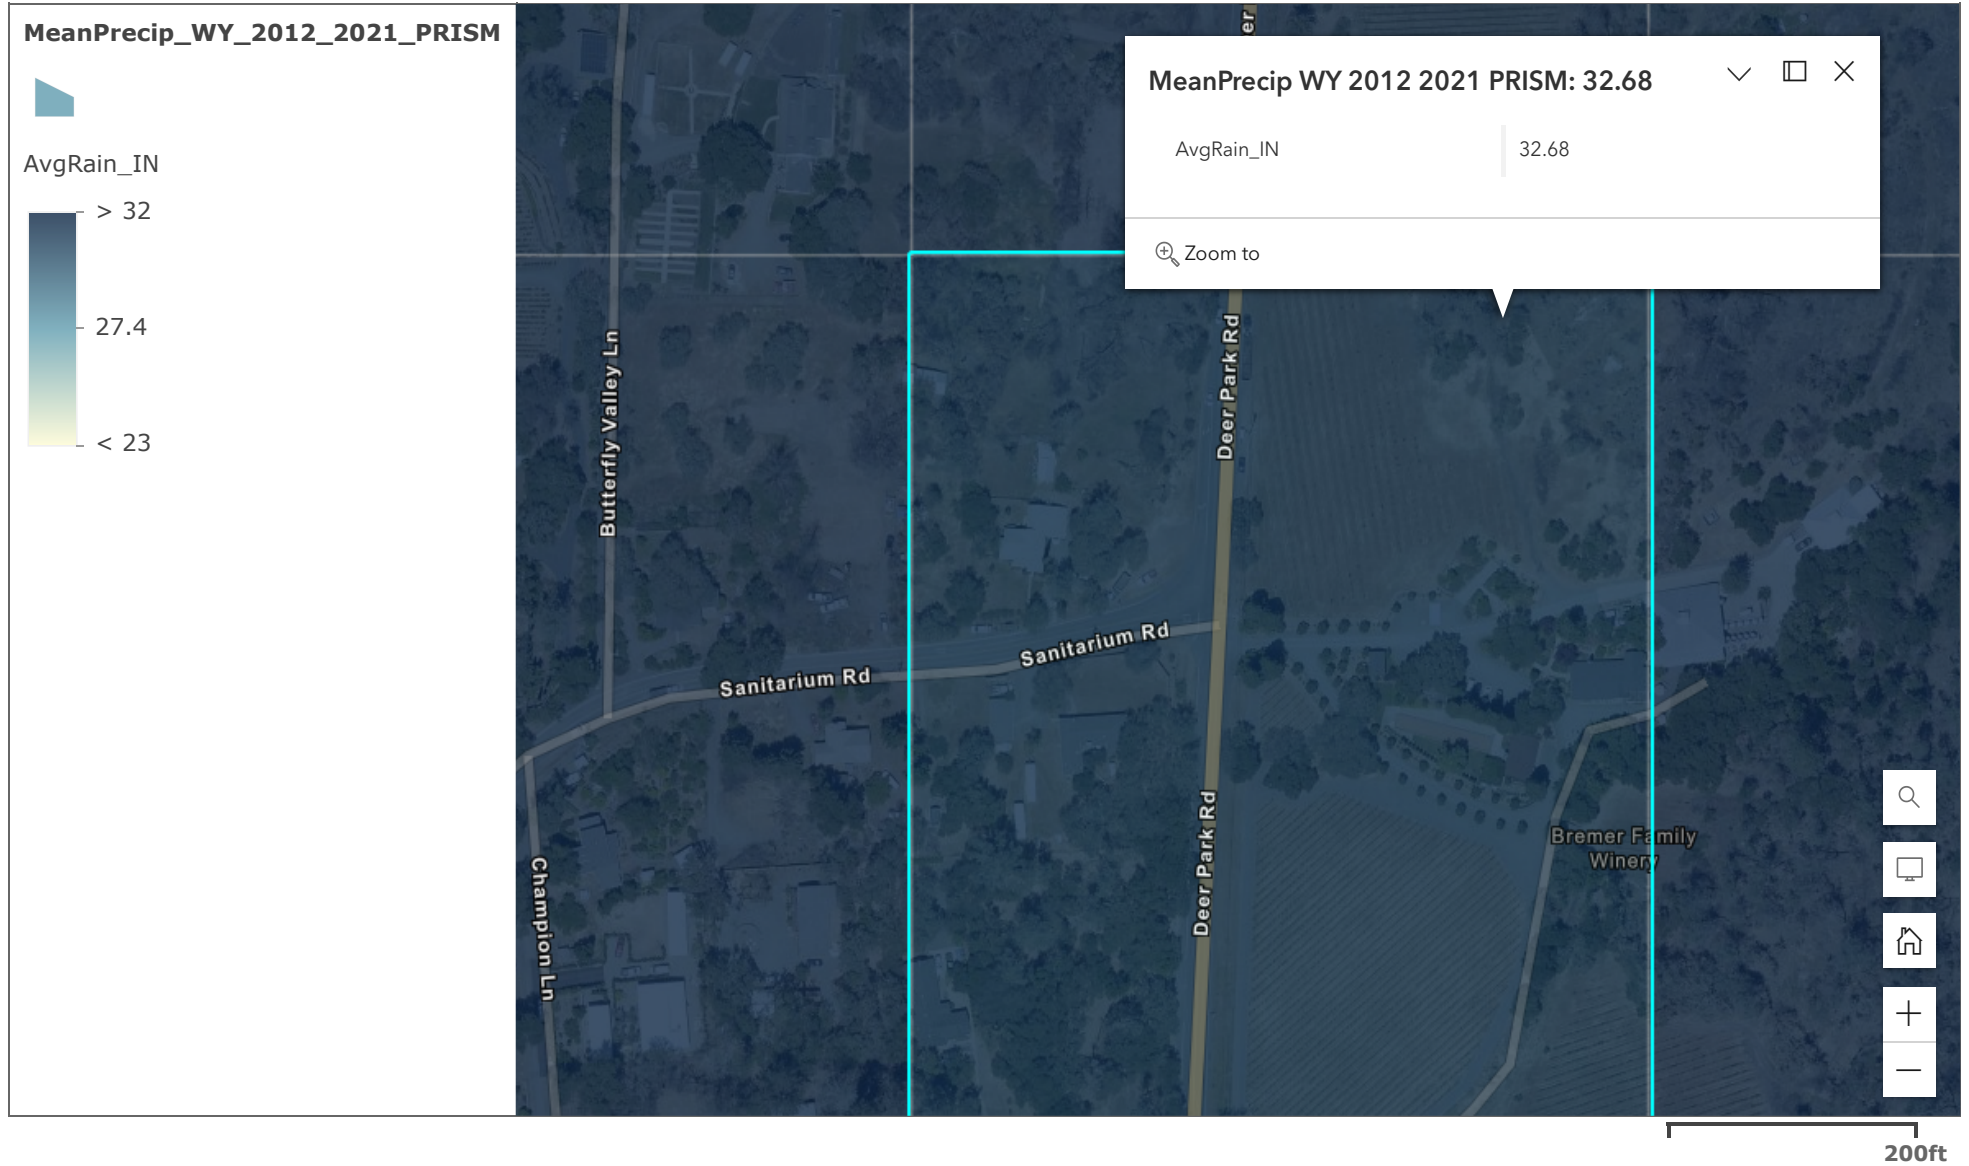 MeanPrecip_WY_2012_2021_PRISM
AvgRain_IN
> 32
27.4
< 23
er
MeanPrecip WY 2012 2021 PRISM: 32.68
AvgRain_IN 32.68
Zoom to
Butterfly Valley Ln
Deer Park Rd
Sanitarium Rd
Sanitarium Rd
Deer Park Rd
Bremer Family
Winery
Champion Ln
200ft